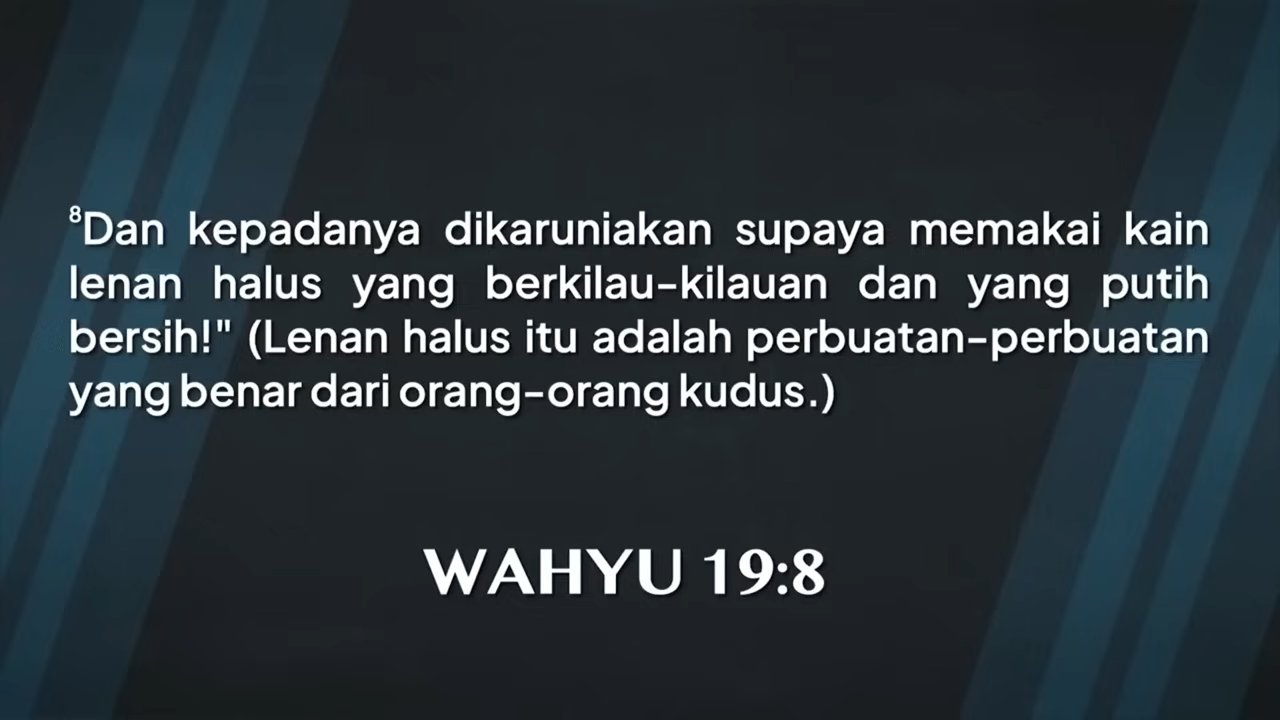 ⁸Dan kepadanya dikaruniakan supaya memakai kain
lenan halus yang berkilau-kilauan dan yang putih
bersih!" (Lenan halus itu adalah perbuatan-perbuatan
yang benar dari orang-orang kudus.)
WAHYU 19:8